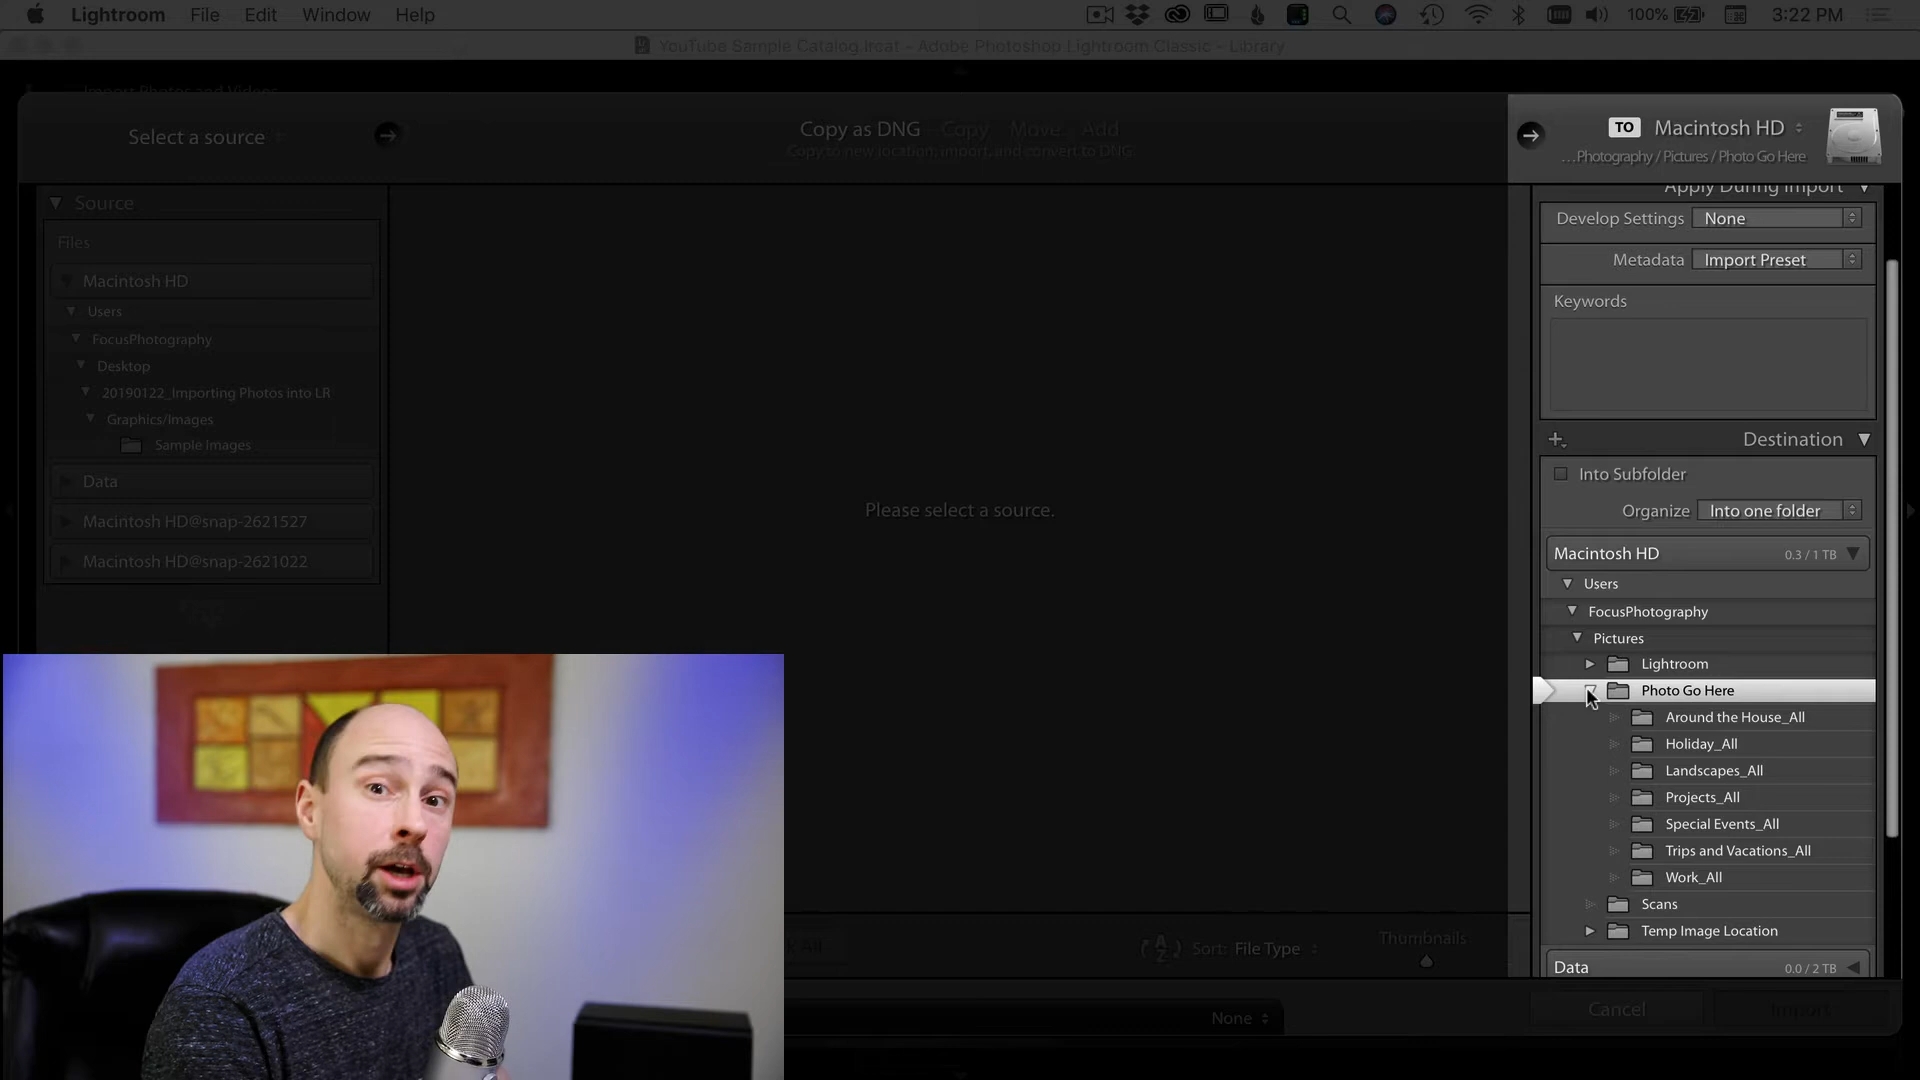 Lightroom File Edit Window Help 100% 3:22 PM
YouTube Sample Catalog.lrcat - Adobe Photoshop Lightroom Classic - Library
Import Photos and Videos
Select a source
Copy as DNG Copy Move Add
Copy to new location, import, and convert to DNG
TO Macintosh HD
...Photography / Pictures / Photo Go Here
Source
Files
Macintosh HD
Users
FocusPhotography
Desktop
20190122_Importing Photos into LR
Graphics/Images
Sample Images
Data
Macintosh HD@snap-2621527
Macintosh HD@snap-2621022
Please select a source.
Apply During Import
Develop Settings None
Metadata Import Preset
Keywords
Destination
Into Subfolder
Organize Into one folder
Macintosh HD 0.3 / 1 TB
Users
FocusPhotography
Pictures
Lightroom
Photo Go Here
Around the House_All
Holiday_All
Landscapes_All
Projects_All
Special Events_All
Trips and Vacations_All
Work_All
Scans
Temp Image Location
Data 0.0 / 2 TB
All
Sort: File Type
Thumbnails
None
Cancel Import